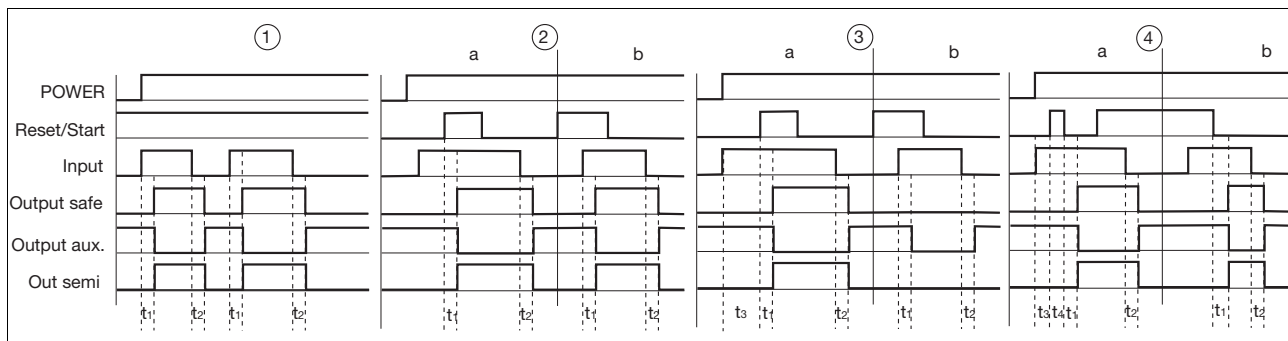 1 2 3 4
a b a b a b
POWER
Reset/Start
Input
Output safe
Output aux.
Out semi
t1 t2 t1 t2 t1 t2 t1 t2 t3 t1 t2 t1 t2 t3 t4 t1 t2 t1 t2